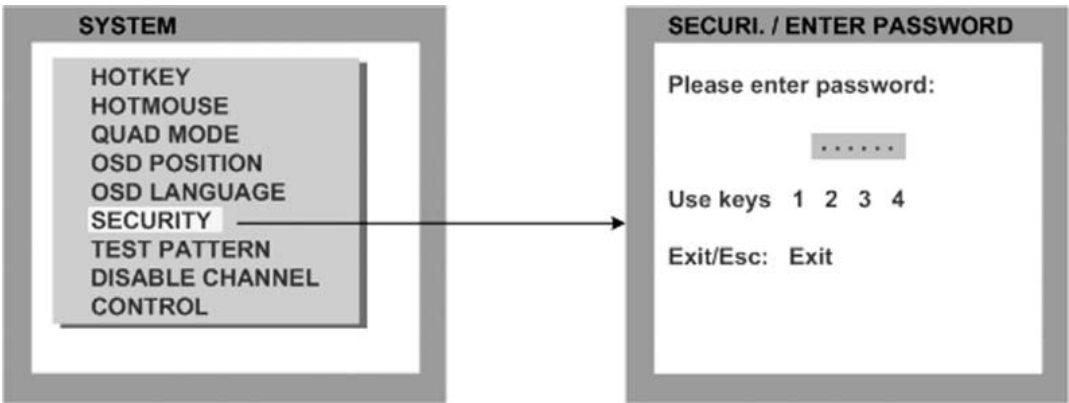 SYSTEM
HOTKEY
HOTMOUSE
QUAD MODE
OSD POSITION
OSD LANGUAGE
SECURITY
TEST PATTERN
DISABLE CHANNEL
CONTROL
SECURI. / ENTER PASSWORD
Please enter password:
......
Use keys 1 2 3 4
Exit/Esc: Exit